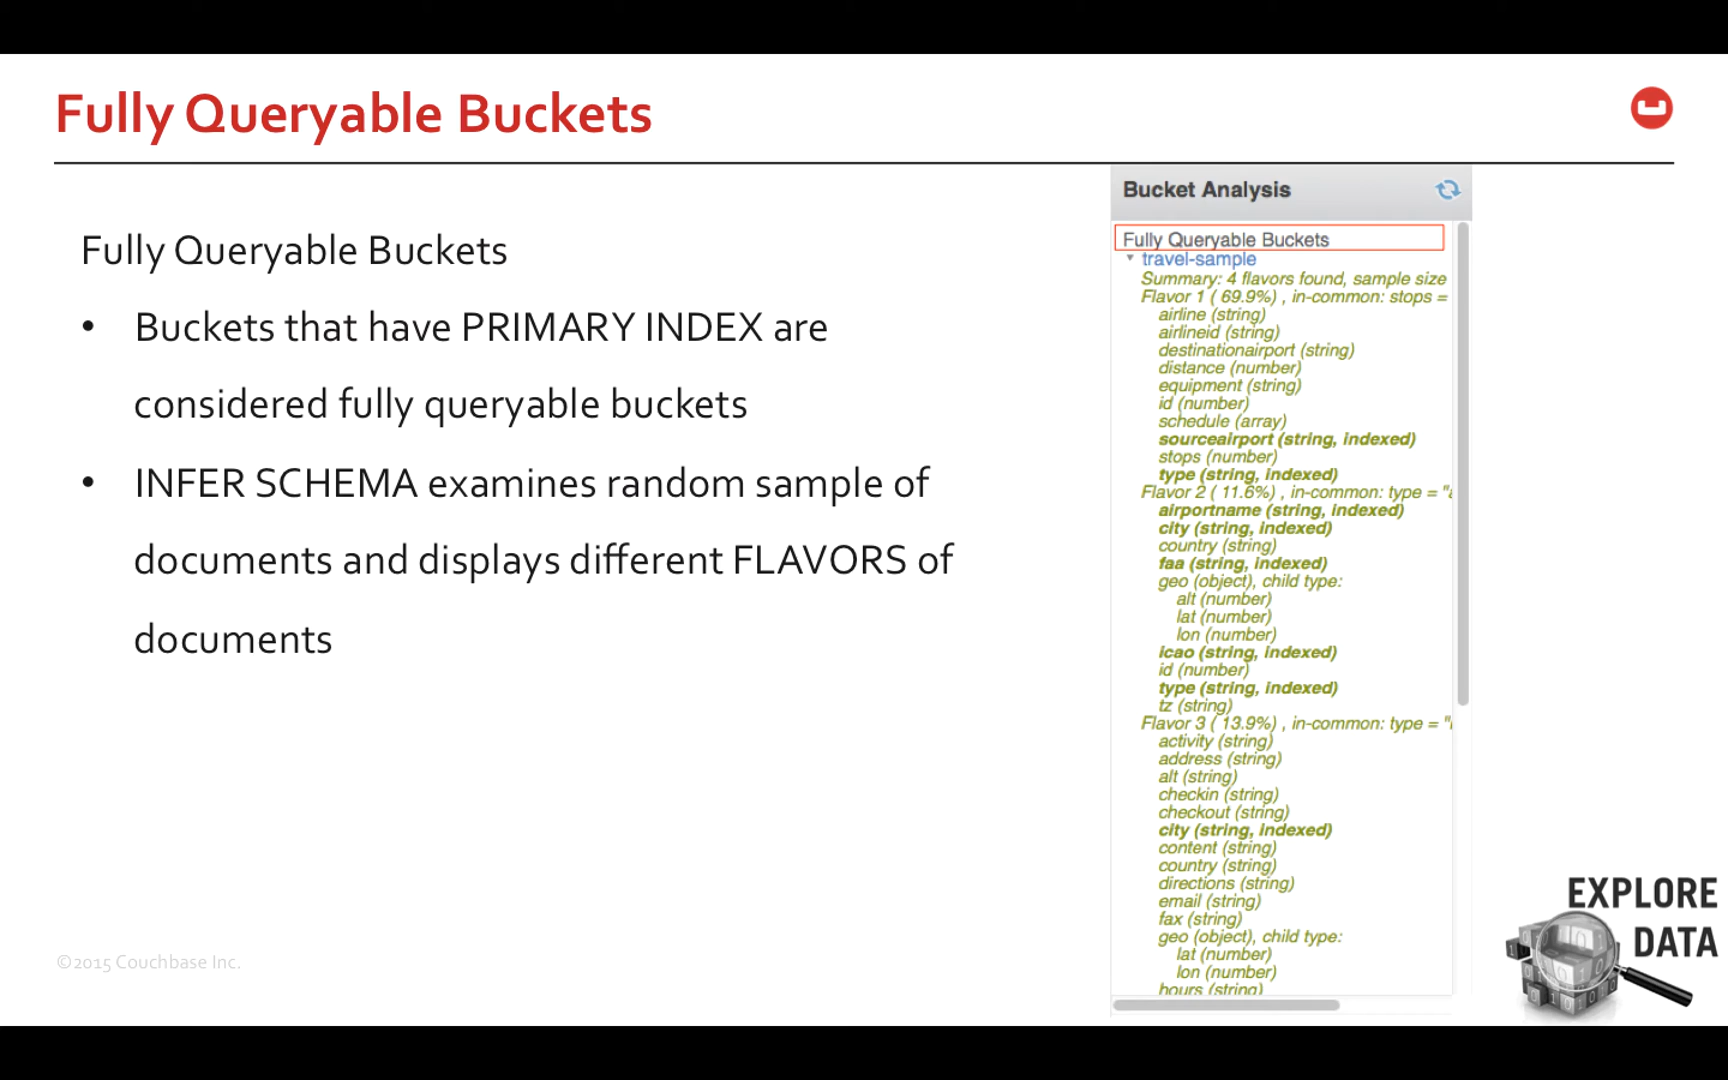 Fully Queryable Buckets
Fully Queryable Buckets
• Buckets that have PRIMARY INDEX are
considered fully queryable buckets
• INFER SCHEMA examines random sample of
documents and displays different FLAVORS of
documents
©2015 Couchbase Inc.
Bucket Analysis
Fully Queryable Buckets
travel-sample
Summary: 4 flavors found, sample size
Flavor 1 ( 69.9%) , in-common: stops =
airline (string)
airlineid (string)
destinationairport (string)
distance (number)
equipment (string)
id (number)
schedule (array)
sourceairport (string, indexed)
stops (number)
type (string, indexed)
Flavor 2 ( 11.6%) , in-common: type = "a
airportname (string, indexed)
city (string, indexed)
country (string)
faa (string, indexed)
geo (object), child type:
alt (number)
lat (number)
lon (number)
icao (string, indexed)
id (number)
type (string, indexed)
tz (string)
Flavor 3 ( 13.9%) , in-common: type = "
activity (string)
address (string)
alt (string)
checkin (string)
checkout (string)
city (string, indexed)
content (string)
country (string)
directions (string)
email (string)
fax (string)
geo (object), child type:
lat (number)
lon (number)
hours (string)
EXPLORE
DATA